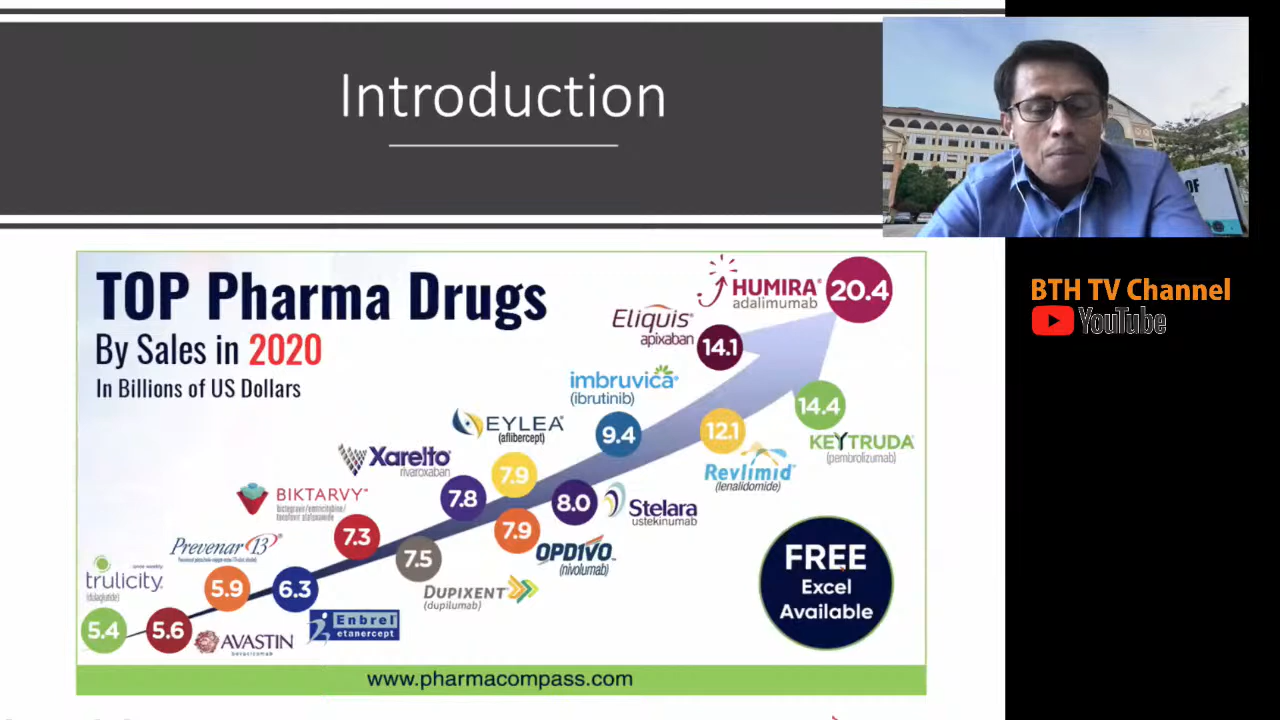 Introduction
OF
BTH TV Channel
YouTube
TOP Pharma Drugs
By Sales in 2020
In Billions of US Dollars
HUMIRA®
adalimumab
20.4
Eliquis®
apixaban
14.1
imbruvica®
(ibrutinib)
9.4
14.4
KEYTRUDA®
(pembrolizumab)
12.1
Revlimid®
(lenalidomide)
EYLEA®
(aflibercept)
7.9
Xarelto®
rivaroxaban
7.8
8.0
Stelara®
ustekinumab
7.9
OPDIVO™
(nivolumab)
BIKTARVY®
7.3
7.5
DUPIXENT
(dupilumab)
Prevenar 13®
5.9
6.3
Enbrel®
etanercept
once weekly
trulicity®
(dulaglutide)
5.4
5.6
AVASTIN
bevacizumab
FREE
Excel
Available
www.pharmacompass.com